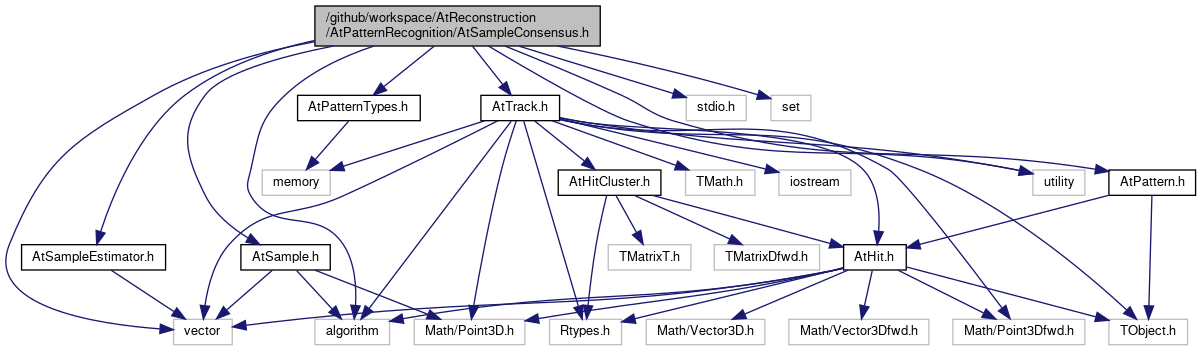 /github/workspace/AtReconstruction
/AtPatternRecognition/AtSampleConsensus.h
AtPatternTypes.h
AtTrack.h
stdio.h
set
memory
AtHitCluster.h
TMath.h
iostream
utility
AtPattern.h
AtSampleEstimator.h
AtSample.h
TMatrixT.h
TMatrixDfwd.h
AtHit.h
vector
algorithm
Math/Point3D.h
Rtypes.h
Math/Vector3D.h
Math/Vector3Dfwd.h
Math/Point3Dfwd.h
TObject.h